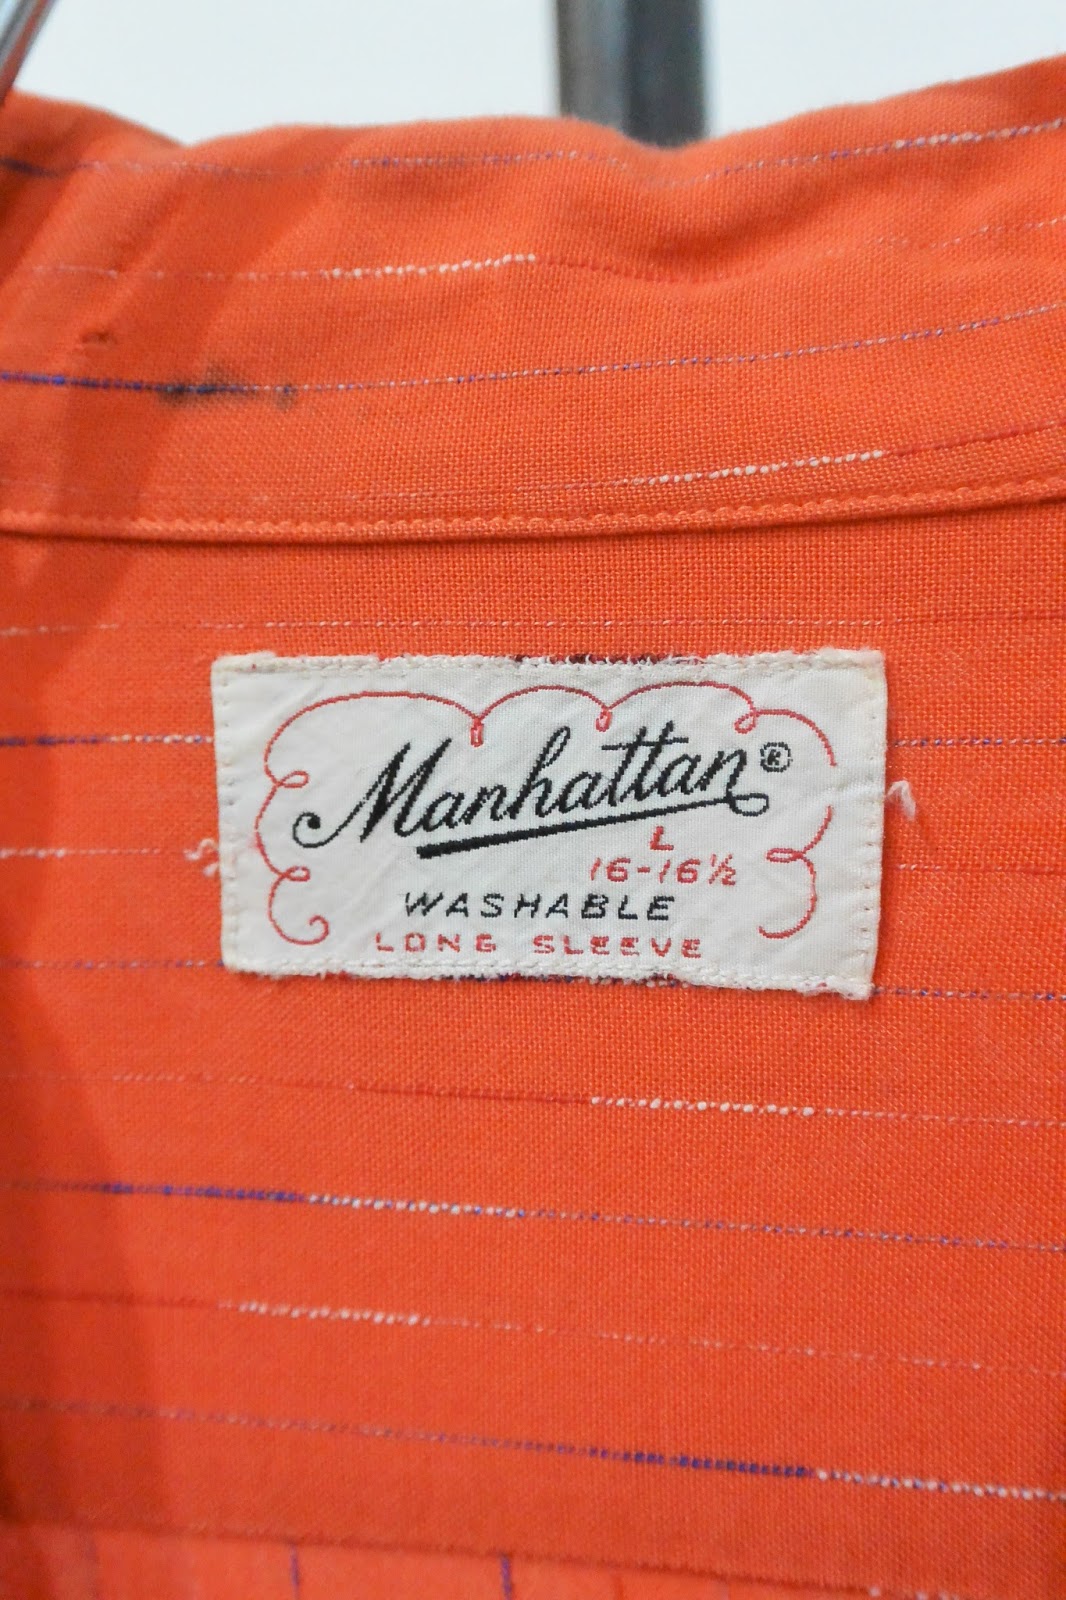 Manhattan®
L
16-16½
WASHABLE
LONG SLEEVE